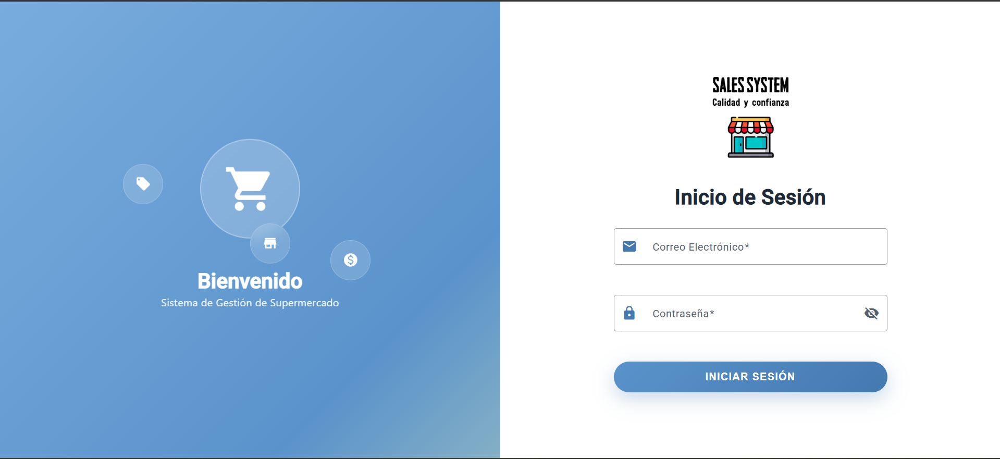 Bienvenido
Sistema de Gestión de Supermercado
SALES SYSTEM
Calidad y confianza
Inicio de Sesión
Correo Electrónico*
Contraseña*
INICIAR SESIÓN